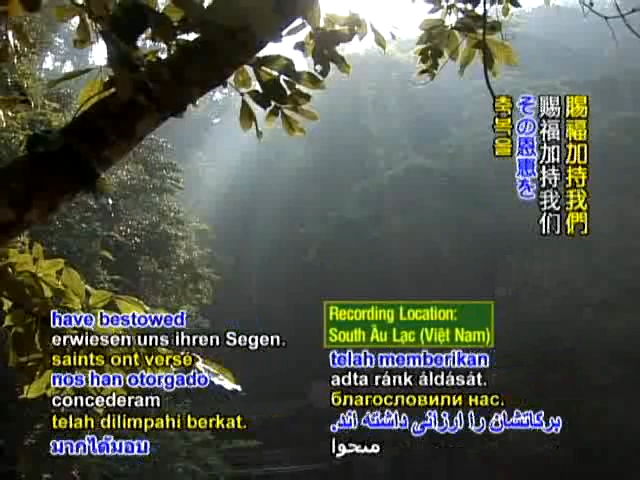 賜福加持我們
赐福加持我们
その恩恵を
축복을
Recording Location:
South Âu Lạc (Việt Nam)
have bestowed
erwiesen uns ihren Segen.
saints ont versé
nos han otorgado
concederam
telah dilimpahi berkat.
มากได้มอบ
telah memberikan
adta ránk áldását.
благословили нас.
برکاتشان را ارزانی داشته اند.
منحوا